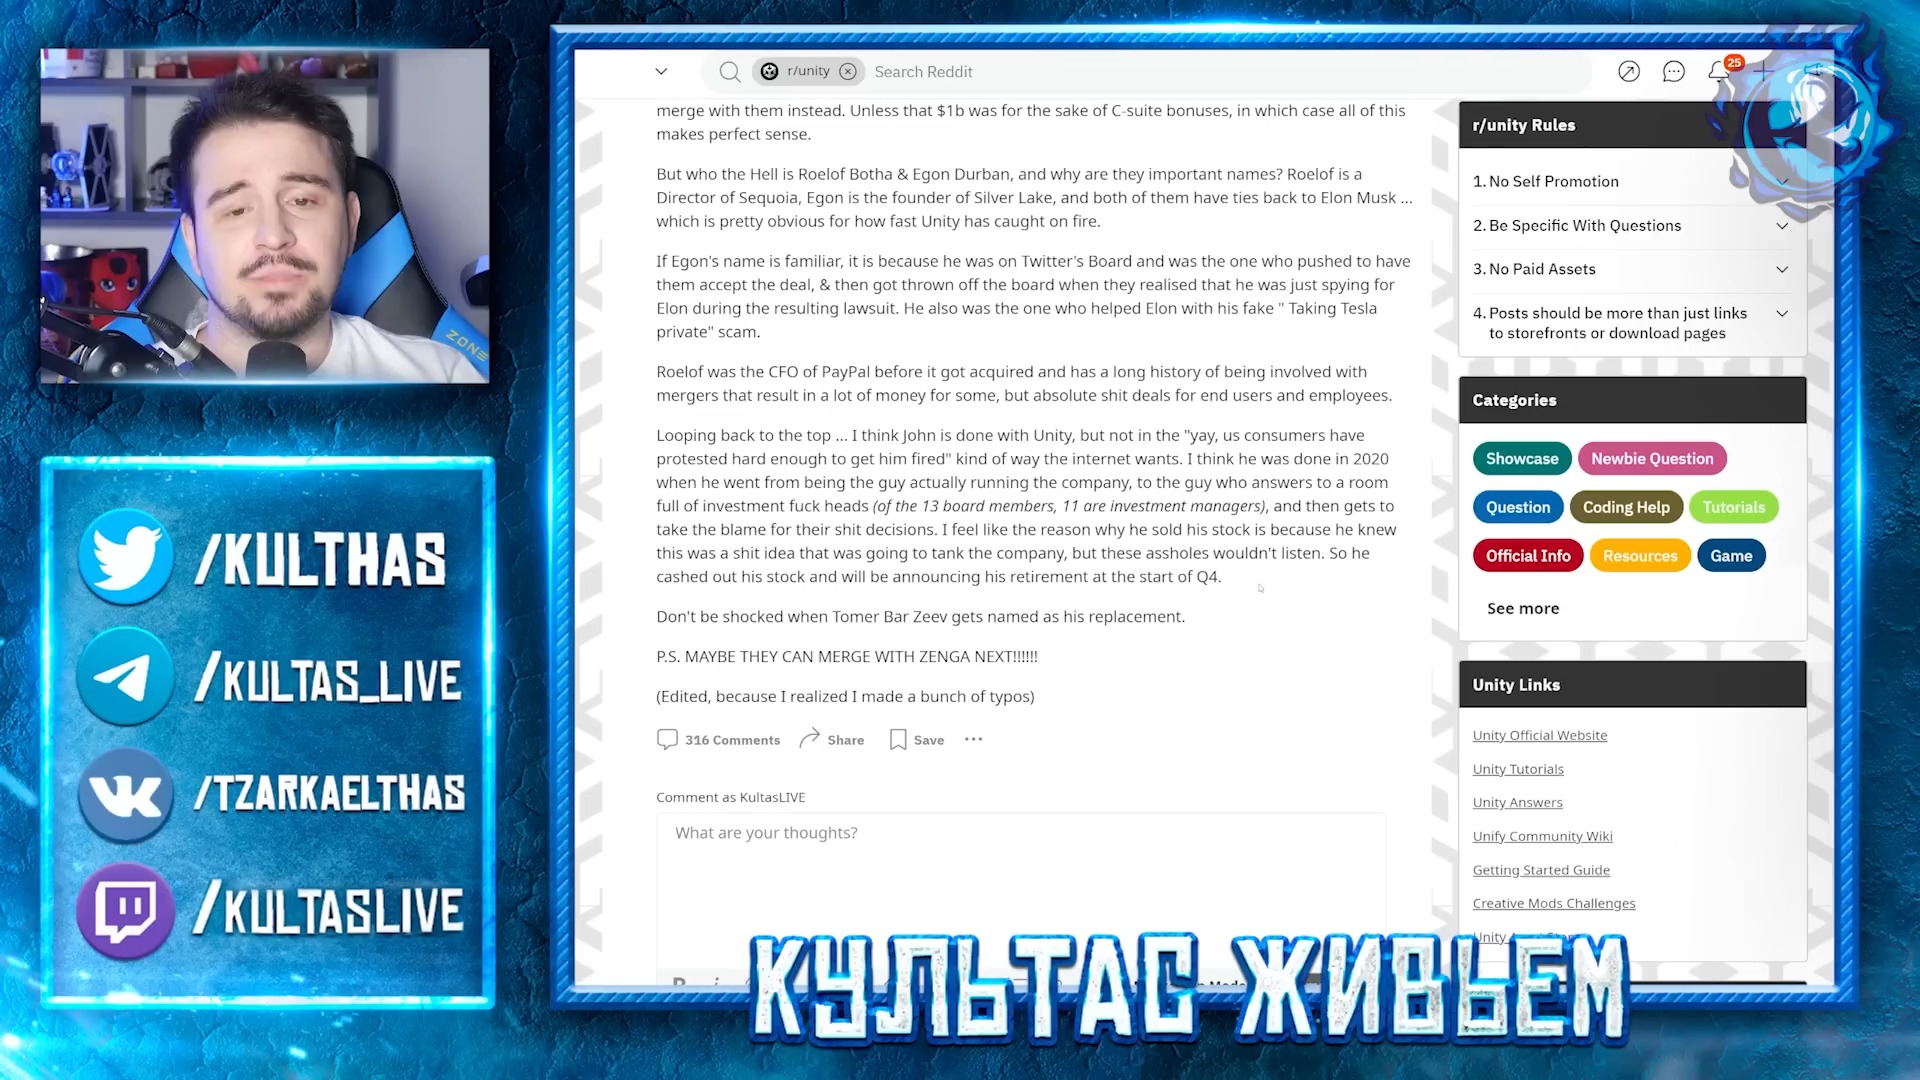 ZONE
/KULTHAS
/KULTAS_LIVE
/TZARKAELTHAS
/KULTASLIVE
r/unity
Search Reddit
25
merge with them instead. Unless that $1b was for the sake of C-suite bonuses, in which case all of this
makes perfect sense.
But who the Hell is Roelof Botha & Egon Durban, and why are they important names? Roelof is a
Director of Sequoia, Egon is the founder of Silver Lake, and both of them have ties back to Elon Musk ...
which is pretty obvious for how fast Unity has caught on fire.
If Egon's name is familiar, it is because he was on Twitter's Board and was the one who pushed to have
them accept the deal, & then got thrown off the board when they realised that he was just spying for
Elon during the resulting lawsuit. He also was the one who helped Elon with his fake " Taking Tesla
private" scam.
Roelof was the CFO of PayPal before it got acquired and has a long history of being involved with
mergers that result in a lot of money for some, but absolute shit deals for end users and employees.
Looping back to the top ... I think John is done with Unity, but not in the "yay, us consumers have
protested hard enough to get him fired" kind of way the internet wants. I think he was done in 2020
when he went from being the guy actually running the company, to the guy who answers to a room
full of investment fuck heads (of the 13 board members, 11 are investment managers), and then gets to
take the blame for their shit decisions. I feel like the reason why he sold his stock is because he knew
this was a shit idea that was going to tank the company, but these assholes wouldn't listen. So he
cashed out his stock and will be announcing his retirement at the start of Q4.
Don't be shocked when Tomer Bar Zeev gets named as his replacement.
P.S. MAYBE THEY CAN MERGE WITH ZENGA NEXT!!!!!!
(Edited, because I realized I made a bunch of typos)
316 Comments
Share
Save
Comment as KultasLIVE
What are your thoughts?
r/unity Rules
1. No Self Promotion
2. Be Specific With Questions
3. No Paid Assets
4. Posts should be more than just links
to storefronts or download pages
Categories
Showcase
Newbie Question
Question
Coding Help
Tutorials
Official Info
Resources
Game
See more
Unity Links
Unity Official Website
Unity Tutorials
Unity Answers
Unify Community Wiki
Getting Started Guide
Creative Mods Challenges
Unity
КУЛЬТАС ЖИВЬЕМ